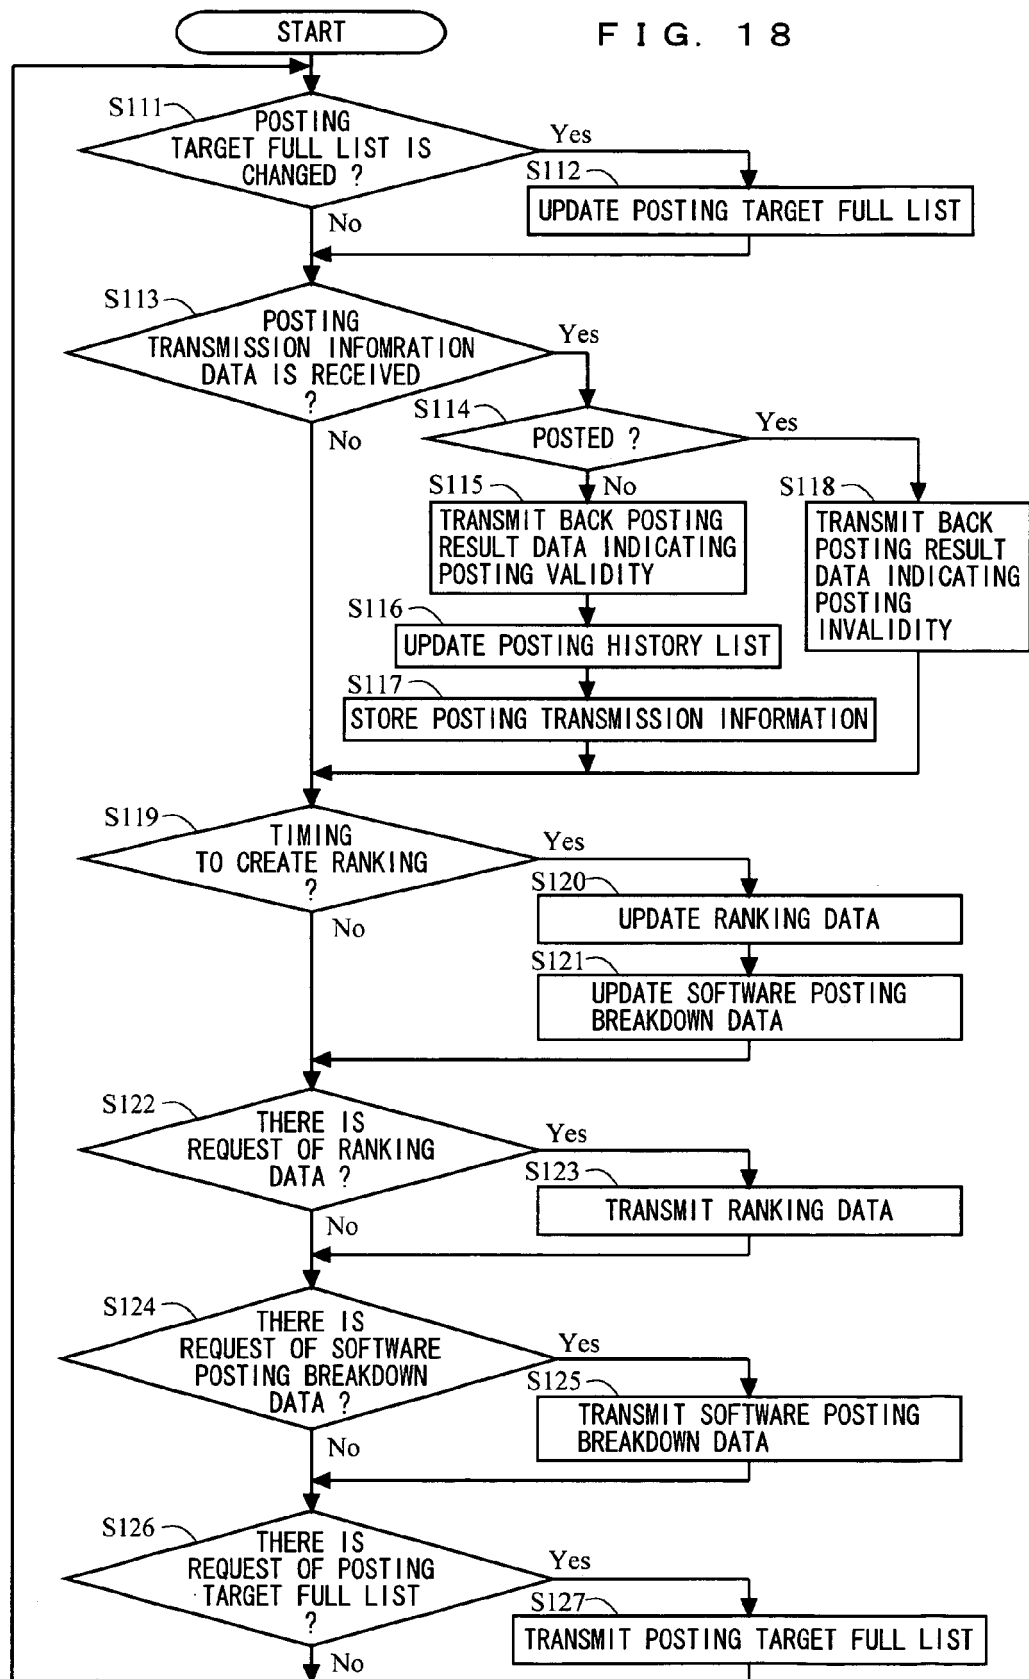 START
FIG. 18
S111
POSTING
TARGET FULL LIST IS
CHANGED ?
Yes
S112
UPDATE POSTING TARGET FULL LIST
No
S113
POSTING
TRANSMISSION INFOMRATION
DATA IS RECEIVED
?
Yes
No
S114
POSTED ?
Yes
No
S115
TRANSMIT BACK POSTING
RESULT DATA INDICATING
POSTING VALIDITY
S118
TRANSMIT BACK
POSTING RESULT
DATA INDICATING
POSTING
INVALIDITY
S116
UPDATE POSTING HISTORY LIST
S117
STORE POSTING TRANSMISSION INFORMATION
S119
TIMING
TO CREATE RANKING
?
Yes
No
S120
UPDATE RANKING DATA
S121
UPDATE SOFTWARE POSTING
BREAKDOWN DATA
S122
THERE IS
REQUEST OF RANKING
DATA ?
Yes
S123
TRANSMIT RANKING DATA
No
S124
THERE IS
REQUEST OF SOFTWARE
POSTING BREAKDOWN
DATA ?
Yes
S125
TRANSMIT SOFTWARE POSTING
BREAKDOWN DATA
No
S126
THERE IS
REQUEST OF POSTING
TARGET FULL LIST
?
Yes
S127
TRANSMIT POSTING TARGET FULL LIST
No